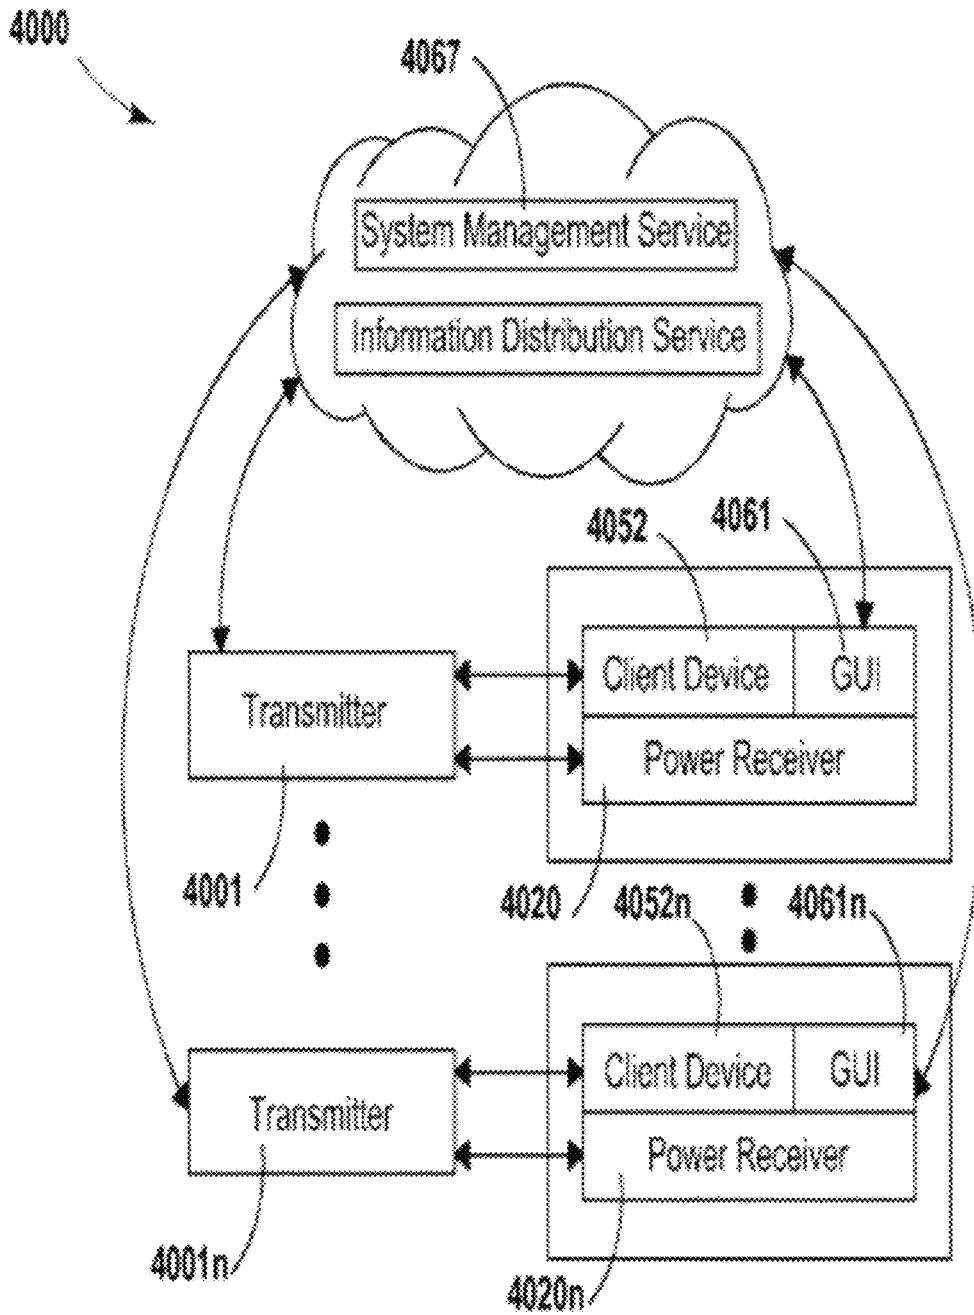 4000
4067
System Management Service
Information Distribution Service
4052
4061
Client Device
GUI
Transmitter
Power Receiver
4001
4020
4052n
4061n
Client Device
GUI
Transmitter
Power Receiver
4001n
4020n